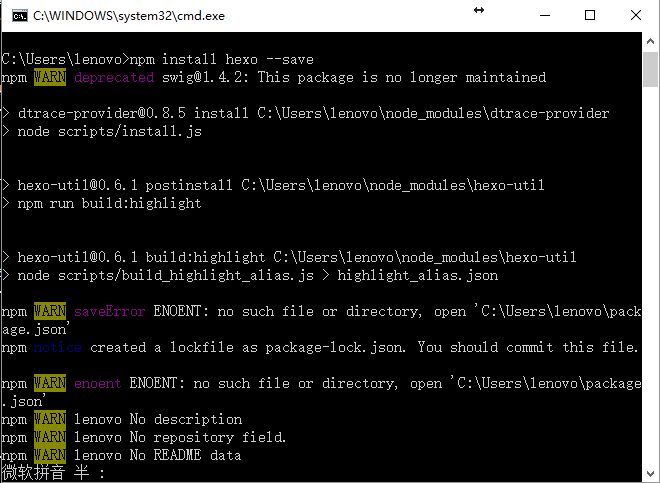 C:\WINDOWS\system32\cmd.exe
C:\Users\lenovo>npm install hexo --save
npm WARN deprecated swig@1.4.2: This package is no longer maintained
> dtrace-provider@0.8.5 install C:\Users\lenovo\node_modules\dtrace-provider
> node scripts/install.js
> hexo-util@0.6.1 postinstall C:\Users\lenovo\node_modules\hexo-util
> npm run build:highlight
> hexo-util@0.6.1 build:highlight C:\Users\lenovo\node_modules\hexo-util
> node scripts/build_highlight_alias.js > highlight_alias.json
npm WARN saveError ENOENT: no such file or directory, open 'C:\Users\lenovo\pack
age.json'
npm notice created a lockfile as package-lock.json. You should commit this file.
npm WARN enoent ENOENT: no such file or directory, open 'C:\Users\lenovo\package
.json'
npm WARN lenovo No description
npm WARN lenovo No repository field.
npm WARN lenovo No README data
微软拼音 半 :